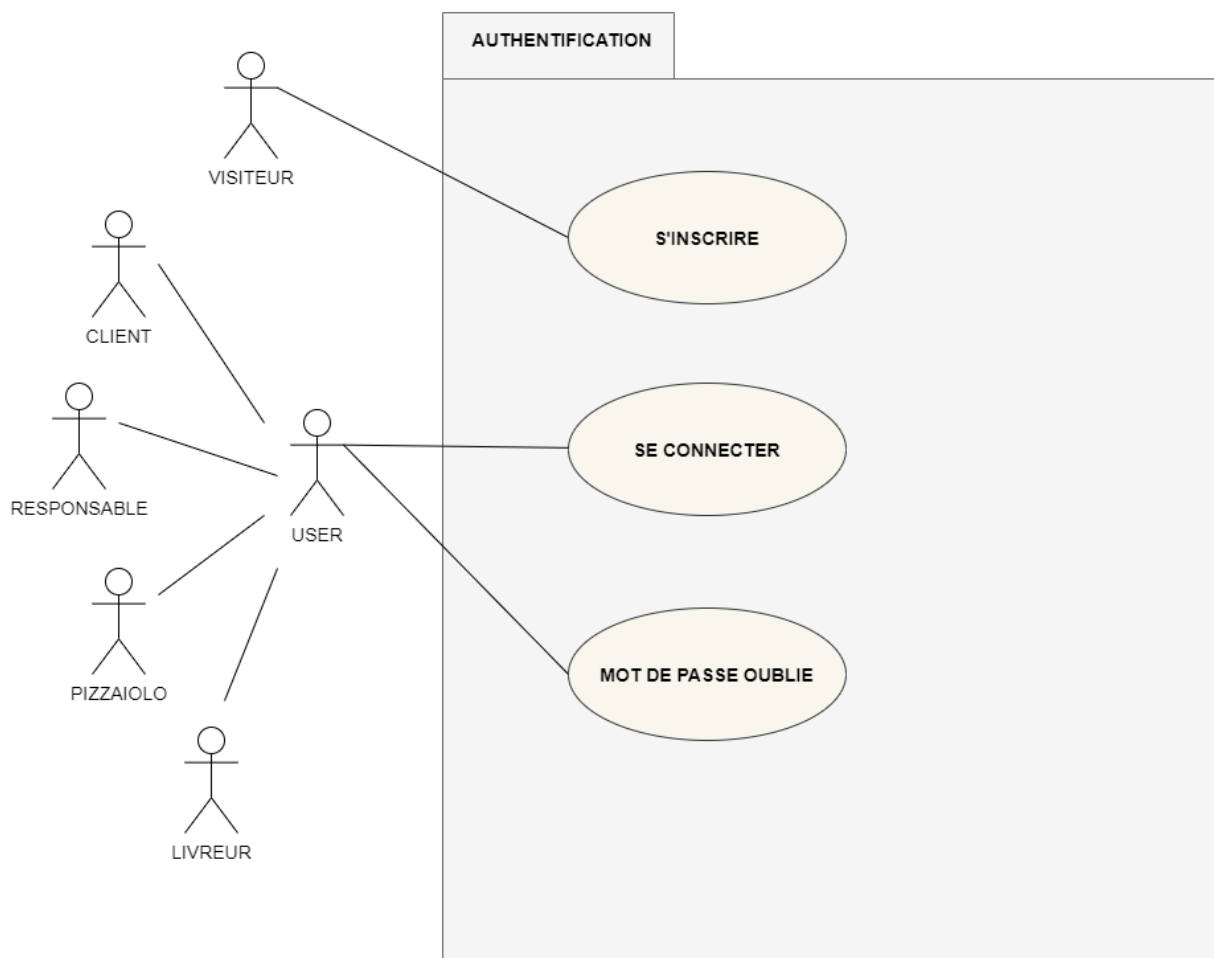 AUTHENTIFICATION
VISITEUR
S'INSCRIRE
CLIENT
SE CONNECTER
RESPONSABLE
USER
MOT DE PASSE OUBLIE
PIZZAIOLO
LIVREUR